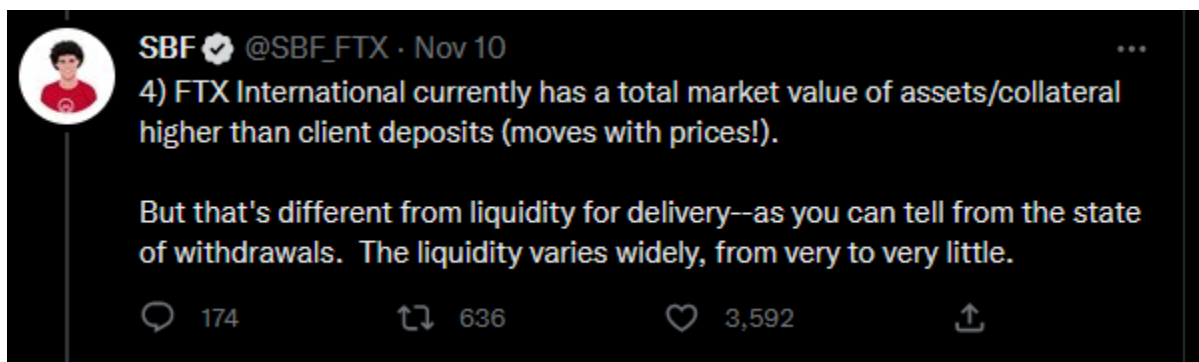 SBF @SBF_FTX · Nov 10
4) FTX International currently has a total market value of assets/collateral
higher than client deposits (moves with prices!).
But that's different from liquidity for delivery--as you can tell from the state
of withdrawals.  The liquidity varies widely, from very to very little.
174 636 3,592